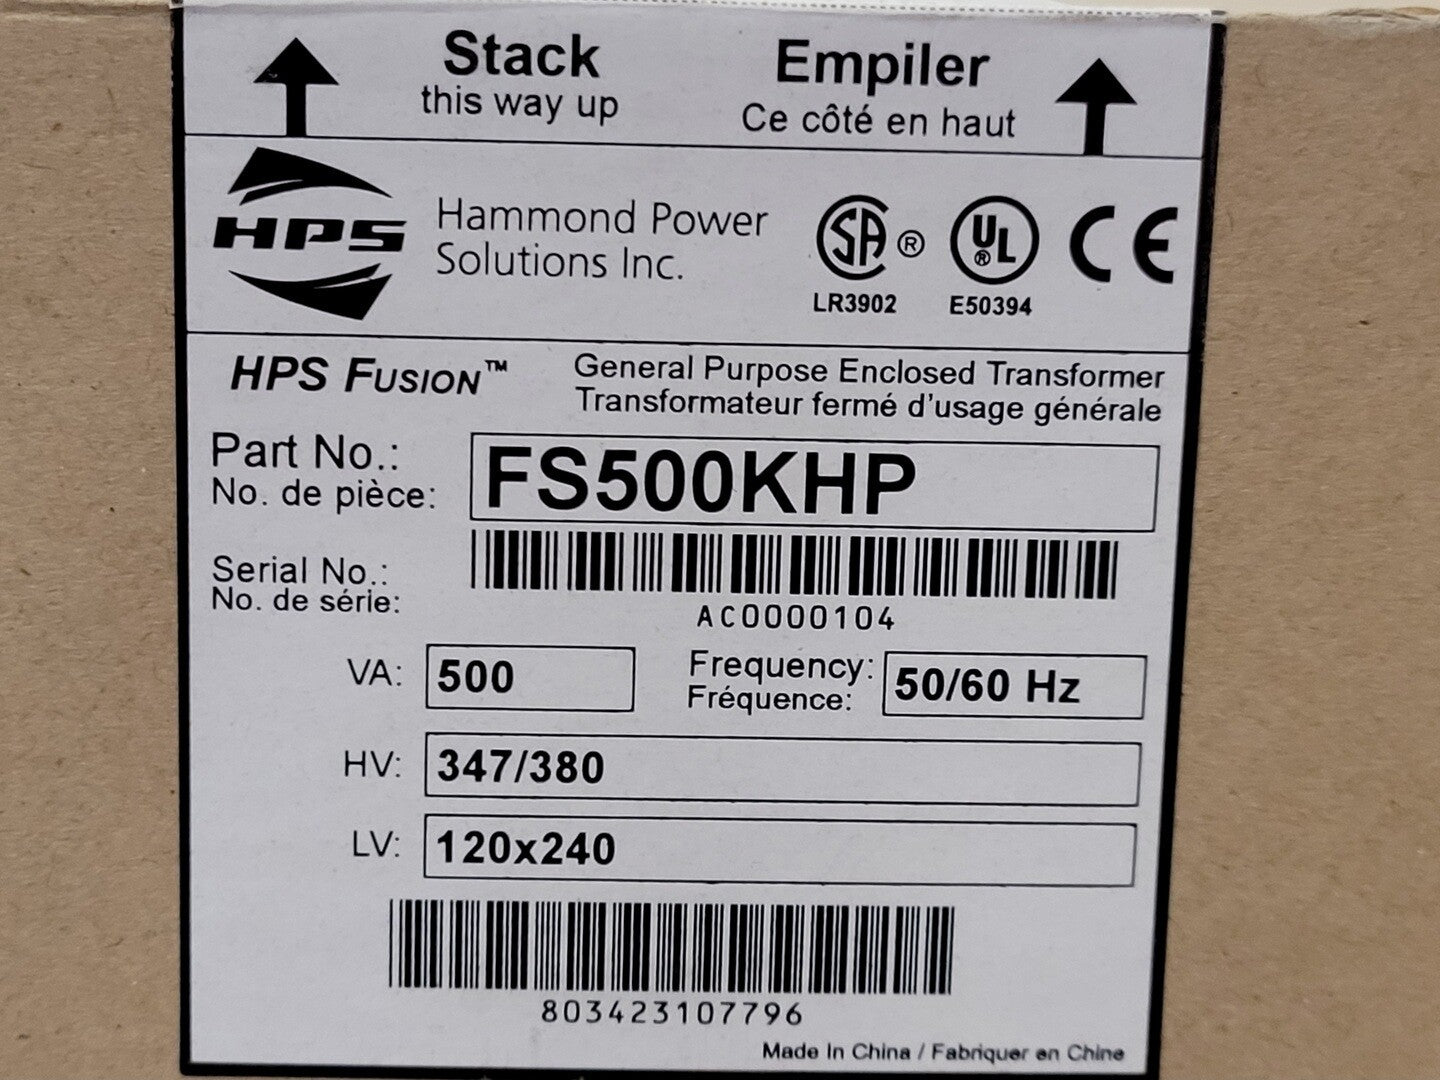 Stack
this way up
Empiler
Ce côté en haut
HPS
Hammond Power
Solutions Inc.
SA ®
LR3902
UL ®
E50394
CE
HPS FUSION™
General Purpose Enclosed Transformer
Transformateur fermé d'usage générale
Part No.:
No. de pièce:
FS500KHP
Serial No.:
No. de série:
AC0000104
VA: 500
Frequency:
Fréquence:
50/60 Hz
HV: 347/380
LV: 120x240
803423107796
Made In China / Fabriquer en Chine